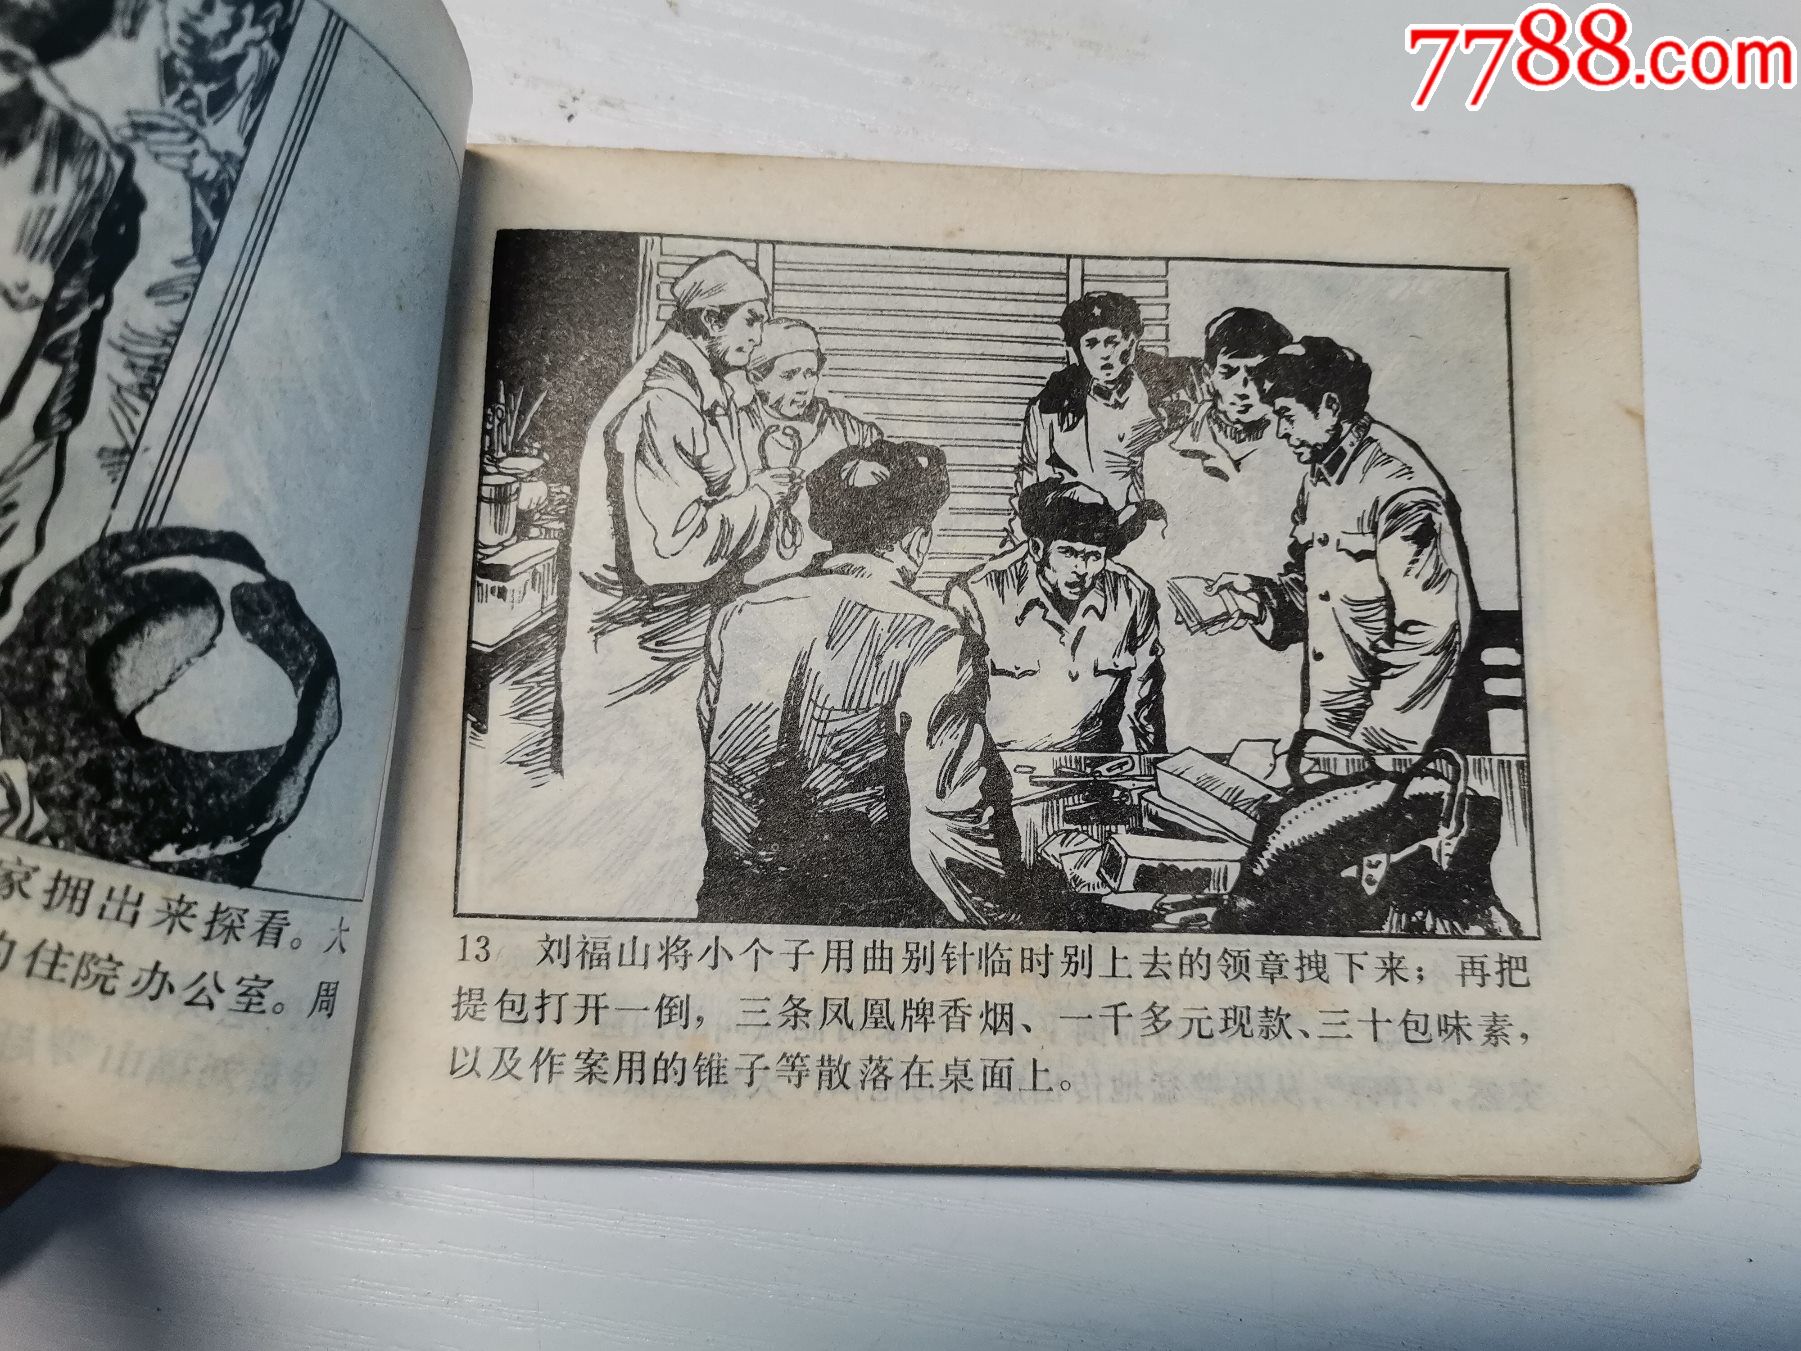 7788.com
家拥出来探看。大
的住院办公室。周
13 刘福山将小个子用曲别针临时别上去的领章拽下来；再把
提包打开一倒，三条凤凰牌香烟、一千多元现款、三十包味素，
以及作案用的锥子等散落在桌面上。